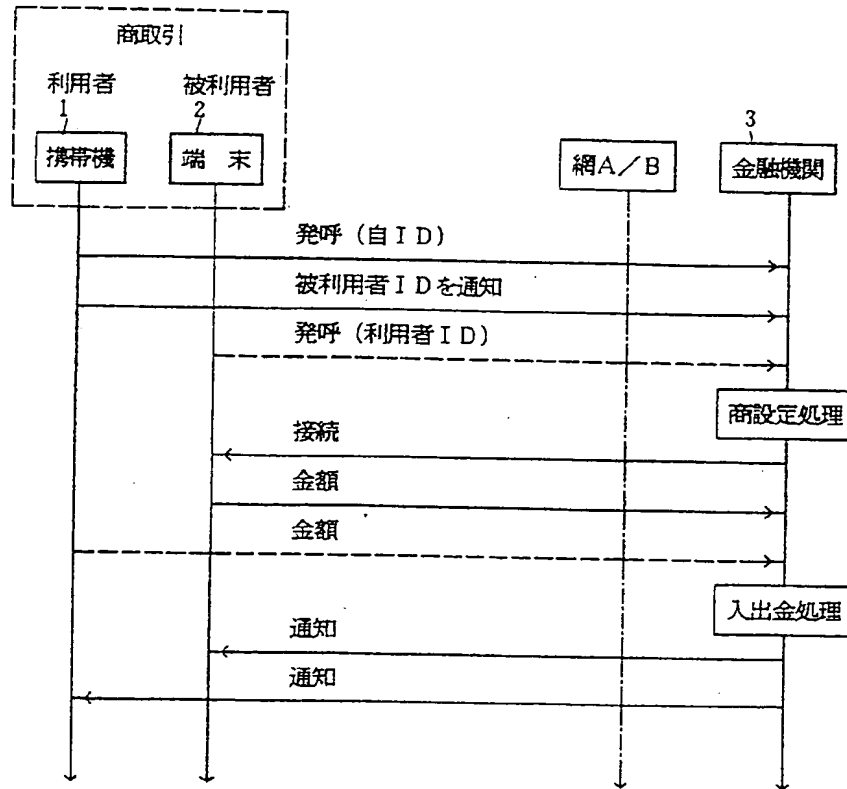 商取引
利用者 被利用者
1 2 3
携帯機 端末 網A/B 金融機関
発呼(自ID)
被利用者IDを通知
発呼(利用者ID)
商設定処理
接続
金額
金額
入出金処理
通知
通知